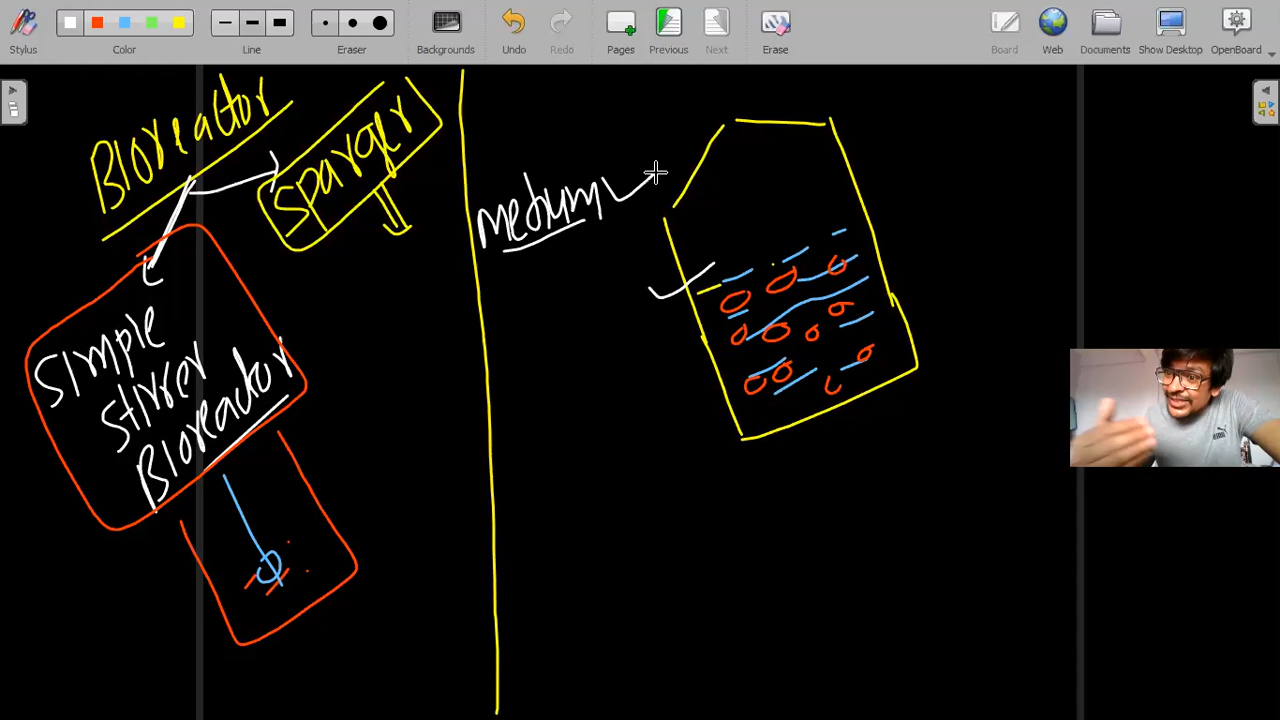 Stylus
Color
Line
Eraser
Backgrounds
Undo
Redo
Pages
Previous
Next
Erase
Board
Web
Documents
Show Desktop
OpenBoard
Bioreactor
Sparger
Simple
Stirrer
Bioreactor
medium